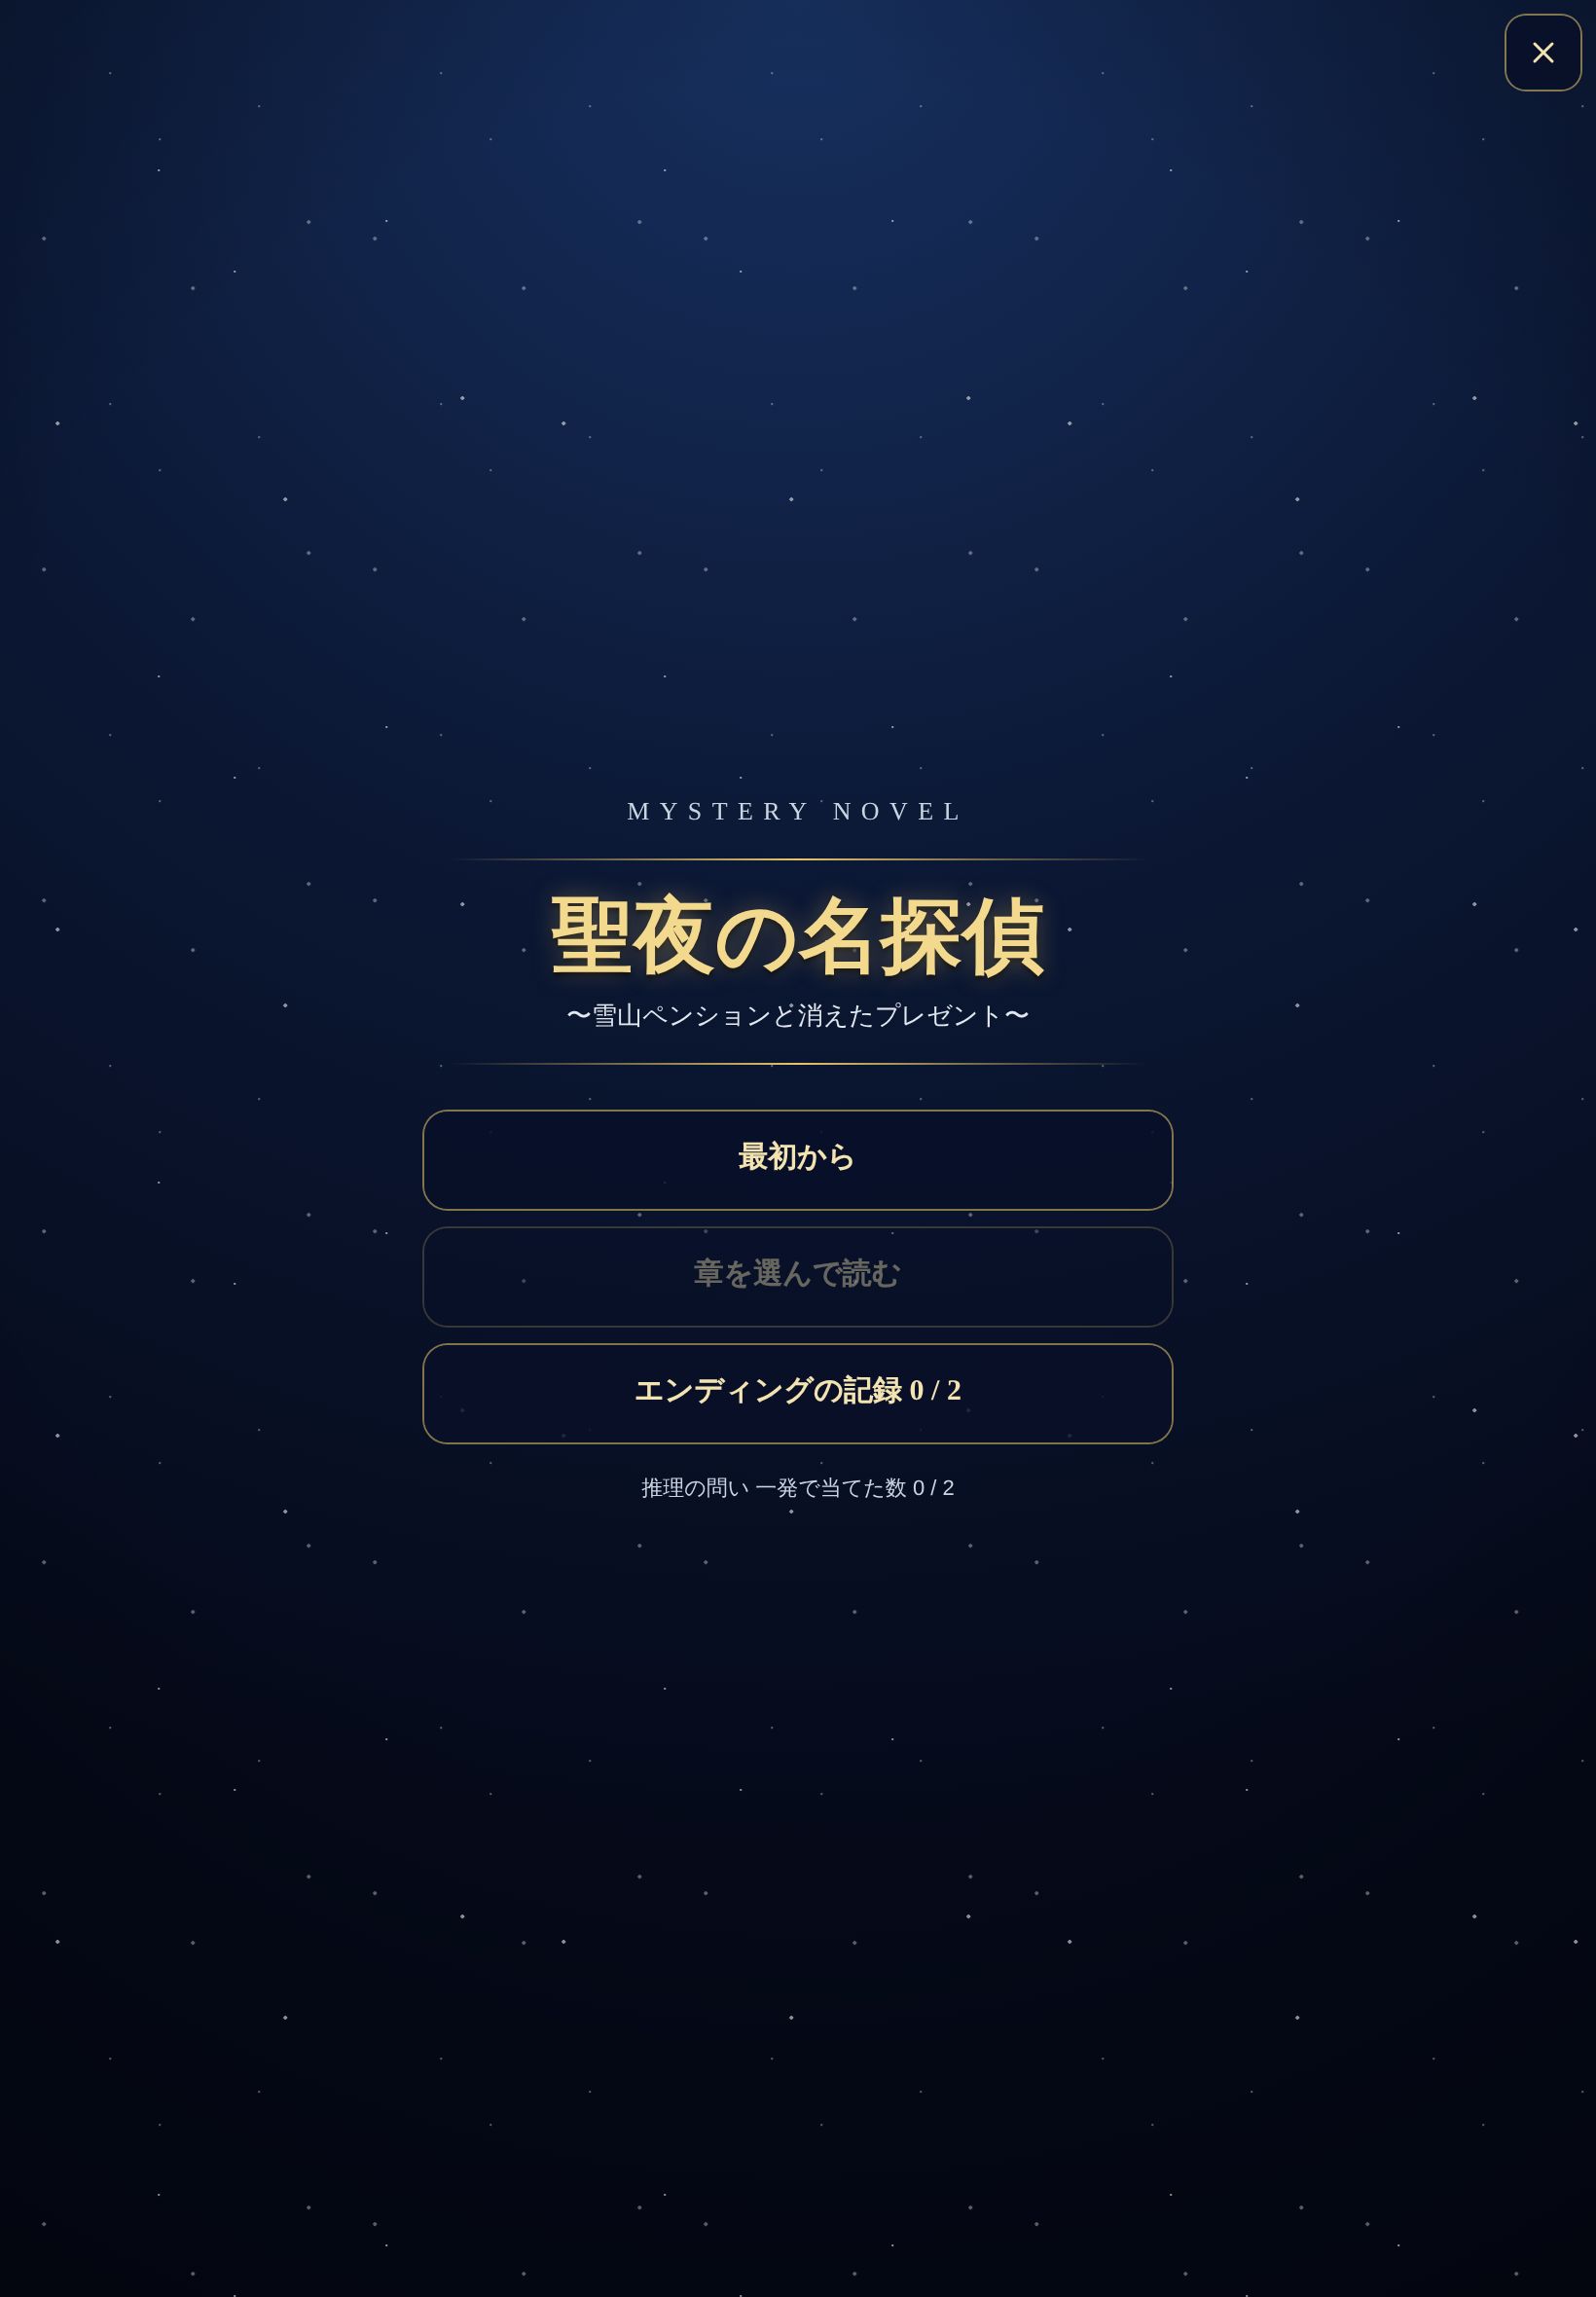 MYSTERY NOVEL
聖夜の名探偵
〜雪山ペンションと消えたプレゼント〜
最初から
章を選んで読む
エンディングの記録 0 / 2
推理の問い 一発で当てた数 0 / 2